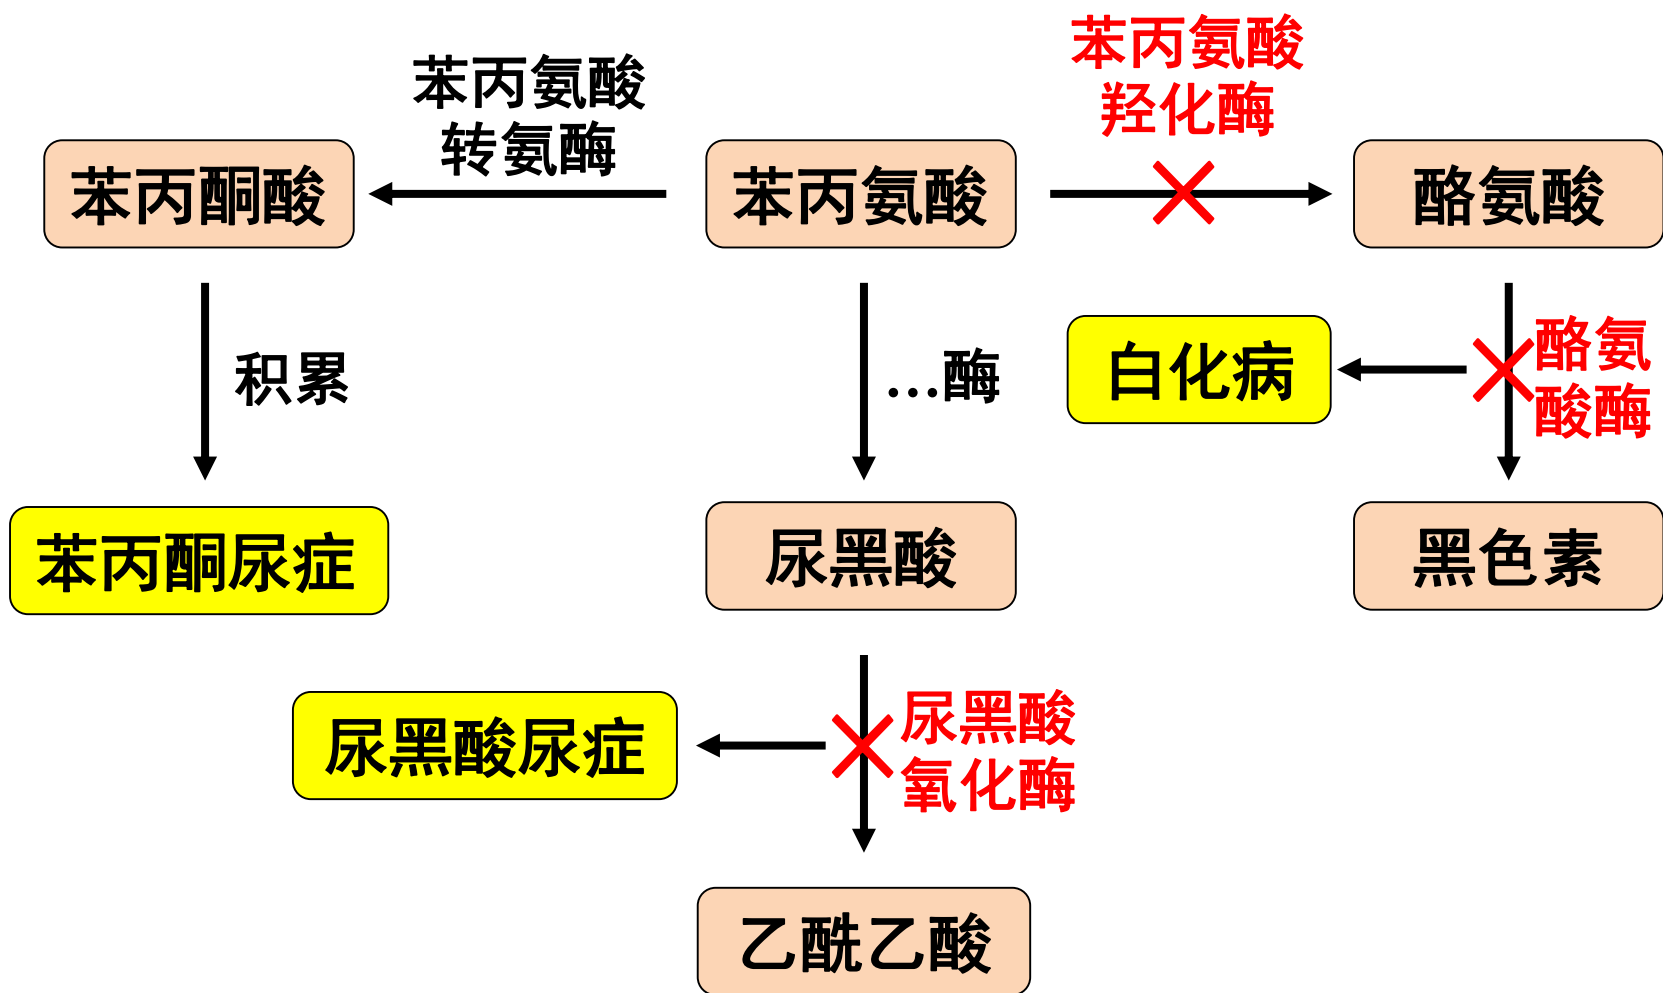 苯丙氨酸
羟化酶
苯丙氨酸
转氨酶
苯丙酮酸
苯丙氨酸
酪氨酸
积累
…酶
白化病
酪氨
酸酶
苯丙酮尿症
尿黑酸
黑色素
尿黑酸尿症
尿黑酸
氧化酶
乙酰乙酸